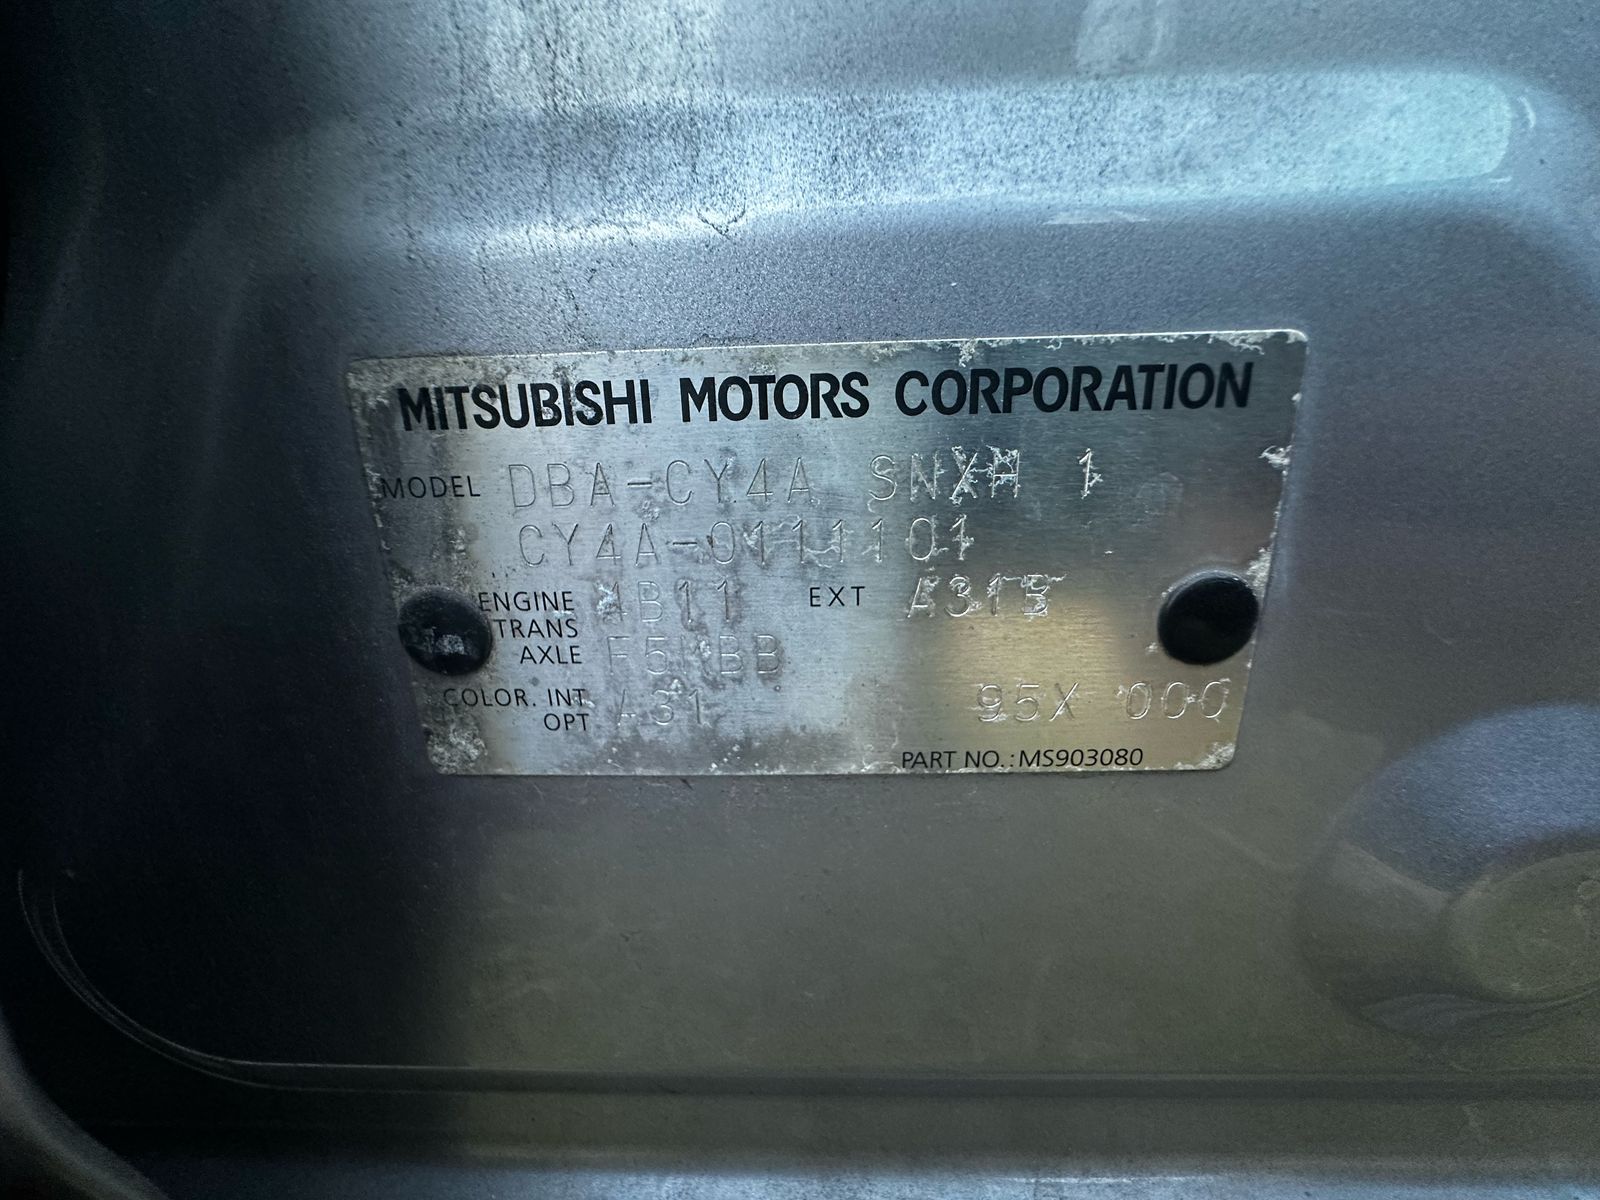 MITSUBISHI MOTORS CORPORATION
MODEL DBA-CY4A SNXH 1
CY4A-0111101
ENGINE 4B11 EXT A31B
TRANS
AXLE F5MBB
COLOR. INT
OPT A31 95X 000
PART NO.: MS903080